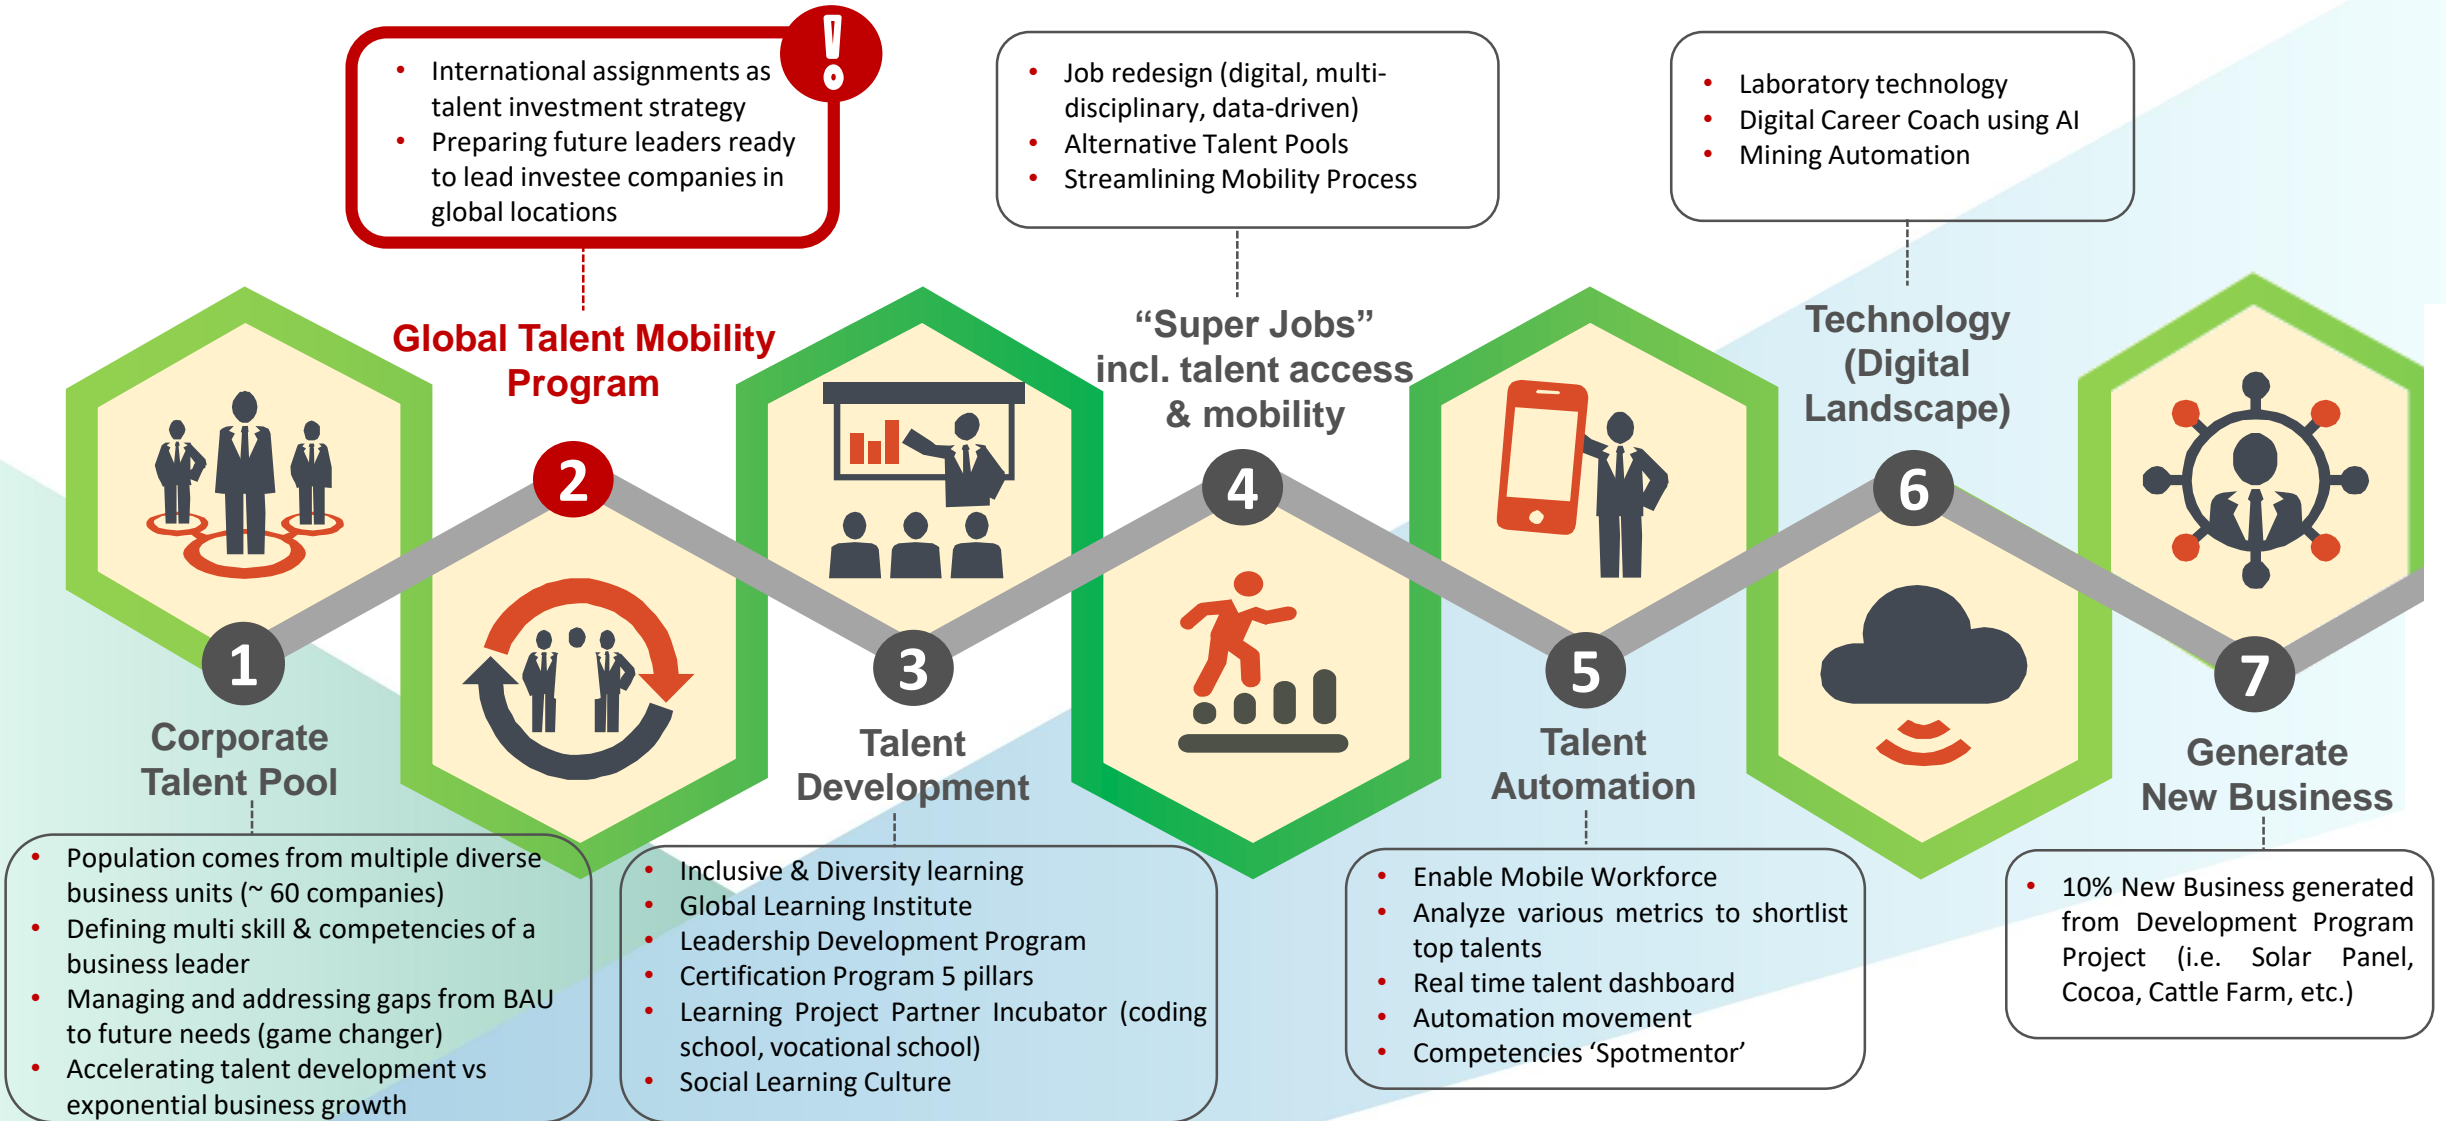 • International assignments as
talent investment strategy
• Preparing future leaders ready
to lead investee companies in
global locations
!
• Job redesign (digital, multi-
disciplinary, data-driven)
• Alternative Talent Pools
• Streamlining Mobility Process
• Laboratory technology
• Digital Career Coach using AI
• Mining Automation
Global Talent Mobility
Program
2
“Super Jobs”
incl. talent access
& mobility
4
Technology
(Digital
Landscape)
6
1
Corporate
Talent Pool
• Population comes from multiple diverse
business units (~ 60 companies)
• Defining multi skill & competencies of a
business leader
• Managing and addressing gaps from BAU
to future needs (game changer)
• Accelerating talent development vs
exponential business growth
3
Talent
Development
• Inclusive & Diversity learning
• Global Learning Institute
• Leadership Development Program
• Certification Program 5 pillars
• Learning Project Partner Incubator (coding
school, vocational school)
• Social Learning Culture
5
Talent
Automation
• Enable Mobile Workforce
• Analyze various metrics to shortlist
top talents
• Real time talent dashboard
• Automation movement
• Competencies ‘Spotmentor’
7
Generate
New Business
• 10% New Business generated
from Development Program
Project (i.e. Solar Panel,
Cocoa, Cattle Farm, etc.)